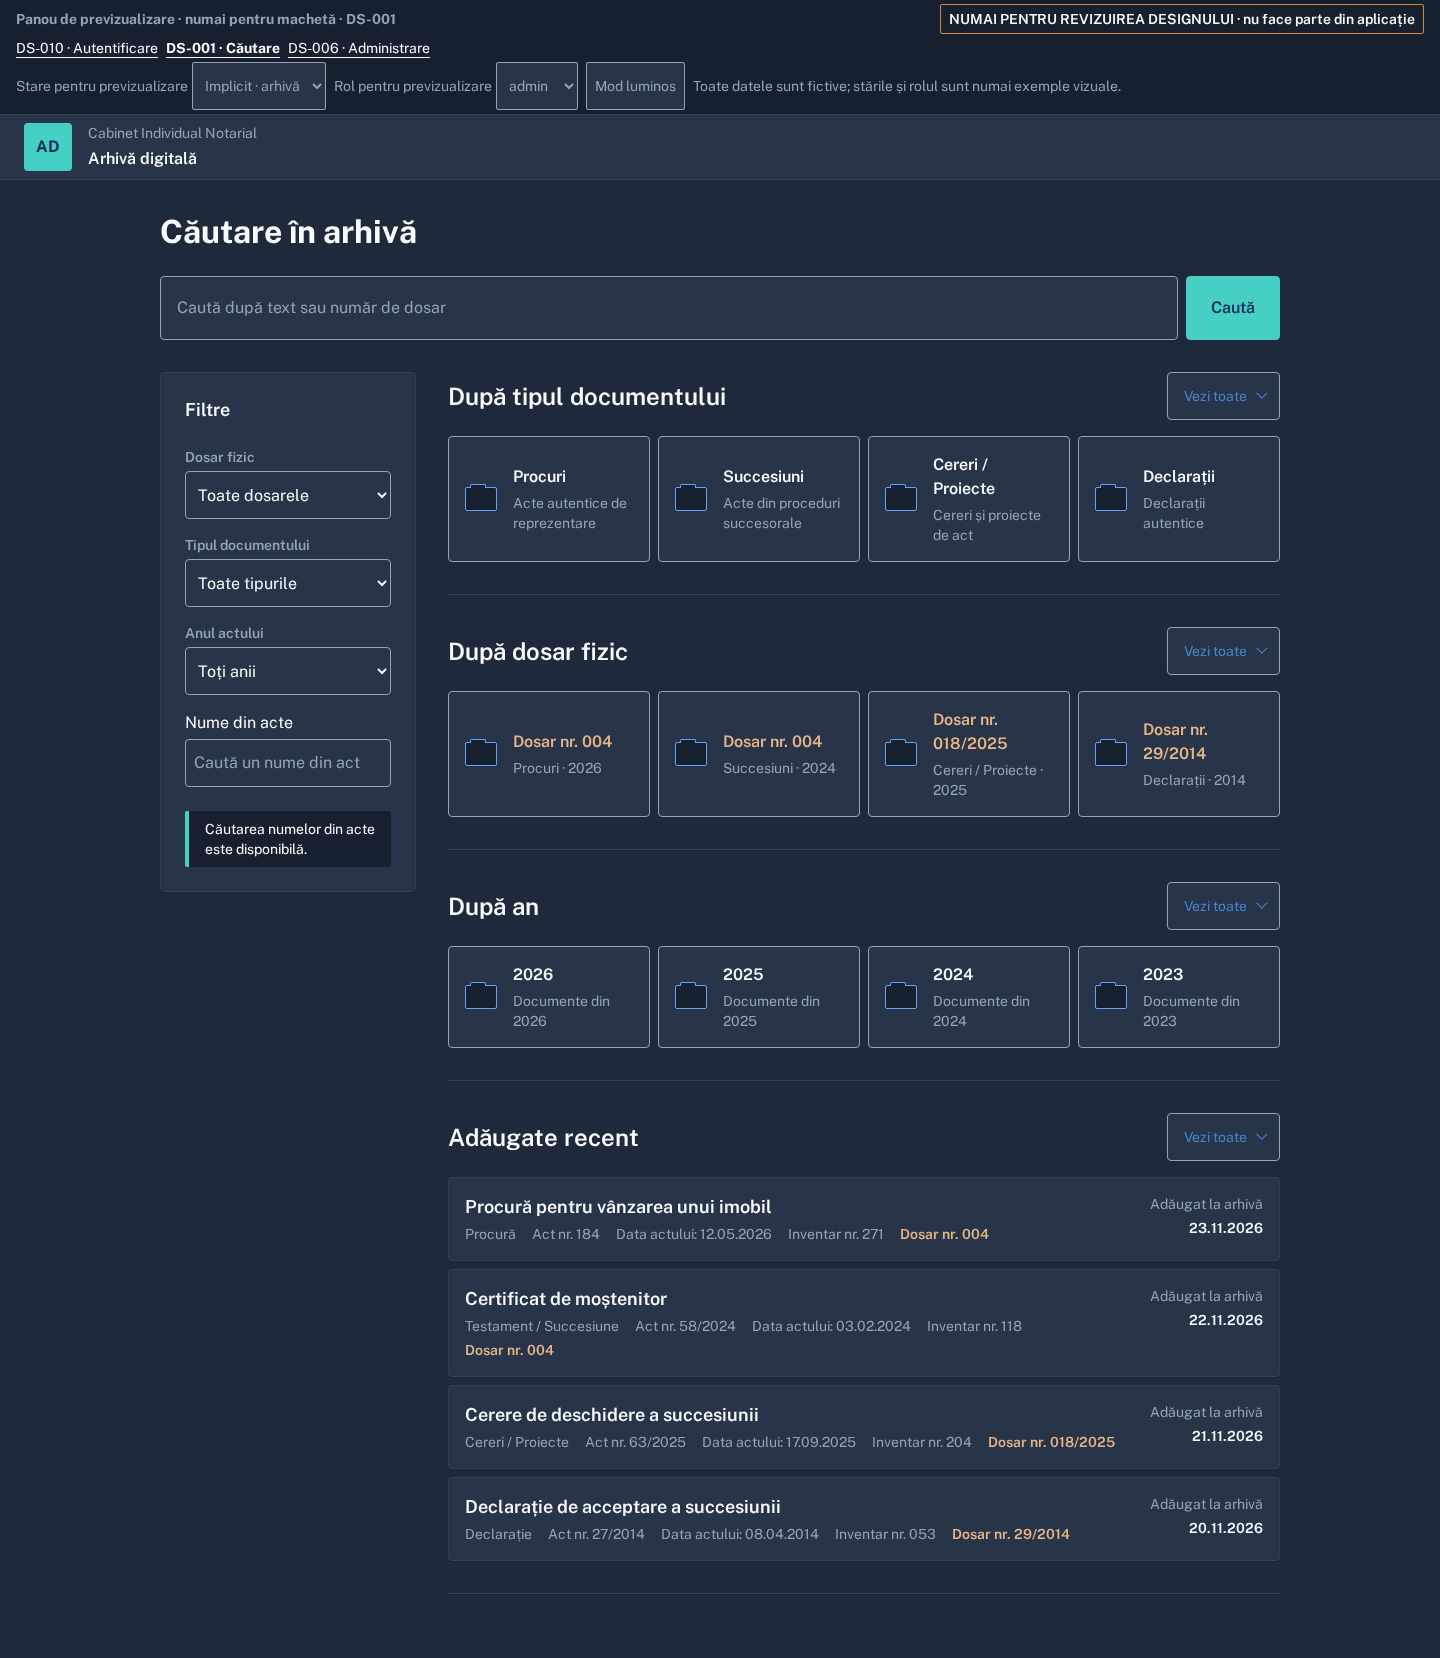 Panou de previzualizare · numai pentru machetă · DS-001
NUMAI PENTRU REVIZUIREA DESIGNULUI · nu face parte din aplicație
DS-010 · Autentificare DS-001 · Căutare DS-006 · Administrare
Stare pentru previzualizare Implicit · arhivă Rol pentru previzualizare admin Mod luminos Toate datele sunt fictive; stările și rolul sunt numai exemple vizuale.
AD
Cabinet Individual Notarial
Arhivă digitală
Căutare în arhivă
Caută după text sau număr de dosar
Caută
Filtre
Dosar fizic
Toate dosarele
Tipul documentului
Toate tipurile
Anul actului
Toți anii
Nume din acte
Caută un nume din act
Căutarea numelor din acte
este disponibilă.
După tipul documentului
Vezi toate
Procuri
Acte autentice de
reprezentare
Succesiuni
Acte din proceduri
succesorale
Cereri /
Proiecte
Cereri și proiecte
de act
Declarații
Declarații
autentice
După dosar fizic
Vezi toate
Dosar nr. 004
Procuri · 2026
Dosar nr. 004
Succesiuni · 2024
Dosar nr.
018/2025
Cereri / Proiecte ·
2025
Dosar nr.
29/2014
Declarații · 2014
După an
Vezi toate
2026
Documente din
2026
2025
Documente din
2025
2024
Documente din
2024
2023
Documente din
2023
Adăugate recent
Vezi toate
Procură pentru vânzarea unui imobil
Procură Act nr. 184 Data actului: 12.05.2026 Inventar nr. 271 Dosar nr. 004
Adăugat la arhivă
23.11.2026
Certificat de moștenitor
Testament / Succesiune Act nr. 58/2024 Data actului: 03.02.2024 Inventar nr. 118
Dosar nr. 004
Adăugat la arhivă
22.11.2026
Cerere de deschidere a succesiunii
Cereri / Proiecte Act nr. 63/2025 Data actului: 17.09.2025 Inventar nr. 204 Dosar nr. 018/2025
Adăugat la arhivă
21.11.2026
Declarație de acceptare a succesiunii
Declarație Act nr. 27/2014 Data actului: 08.04.2014 Inventar nr. 053 Dosar nr. 29/2014
Adăugat la arhivă
20.11.2026